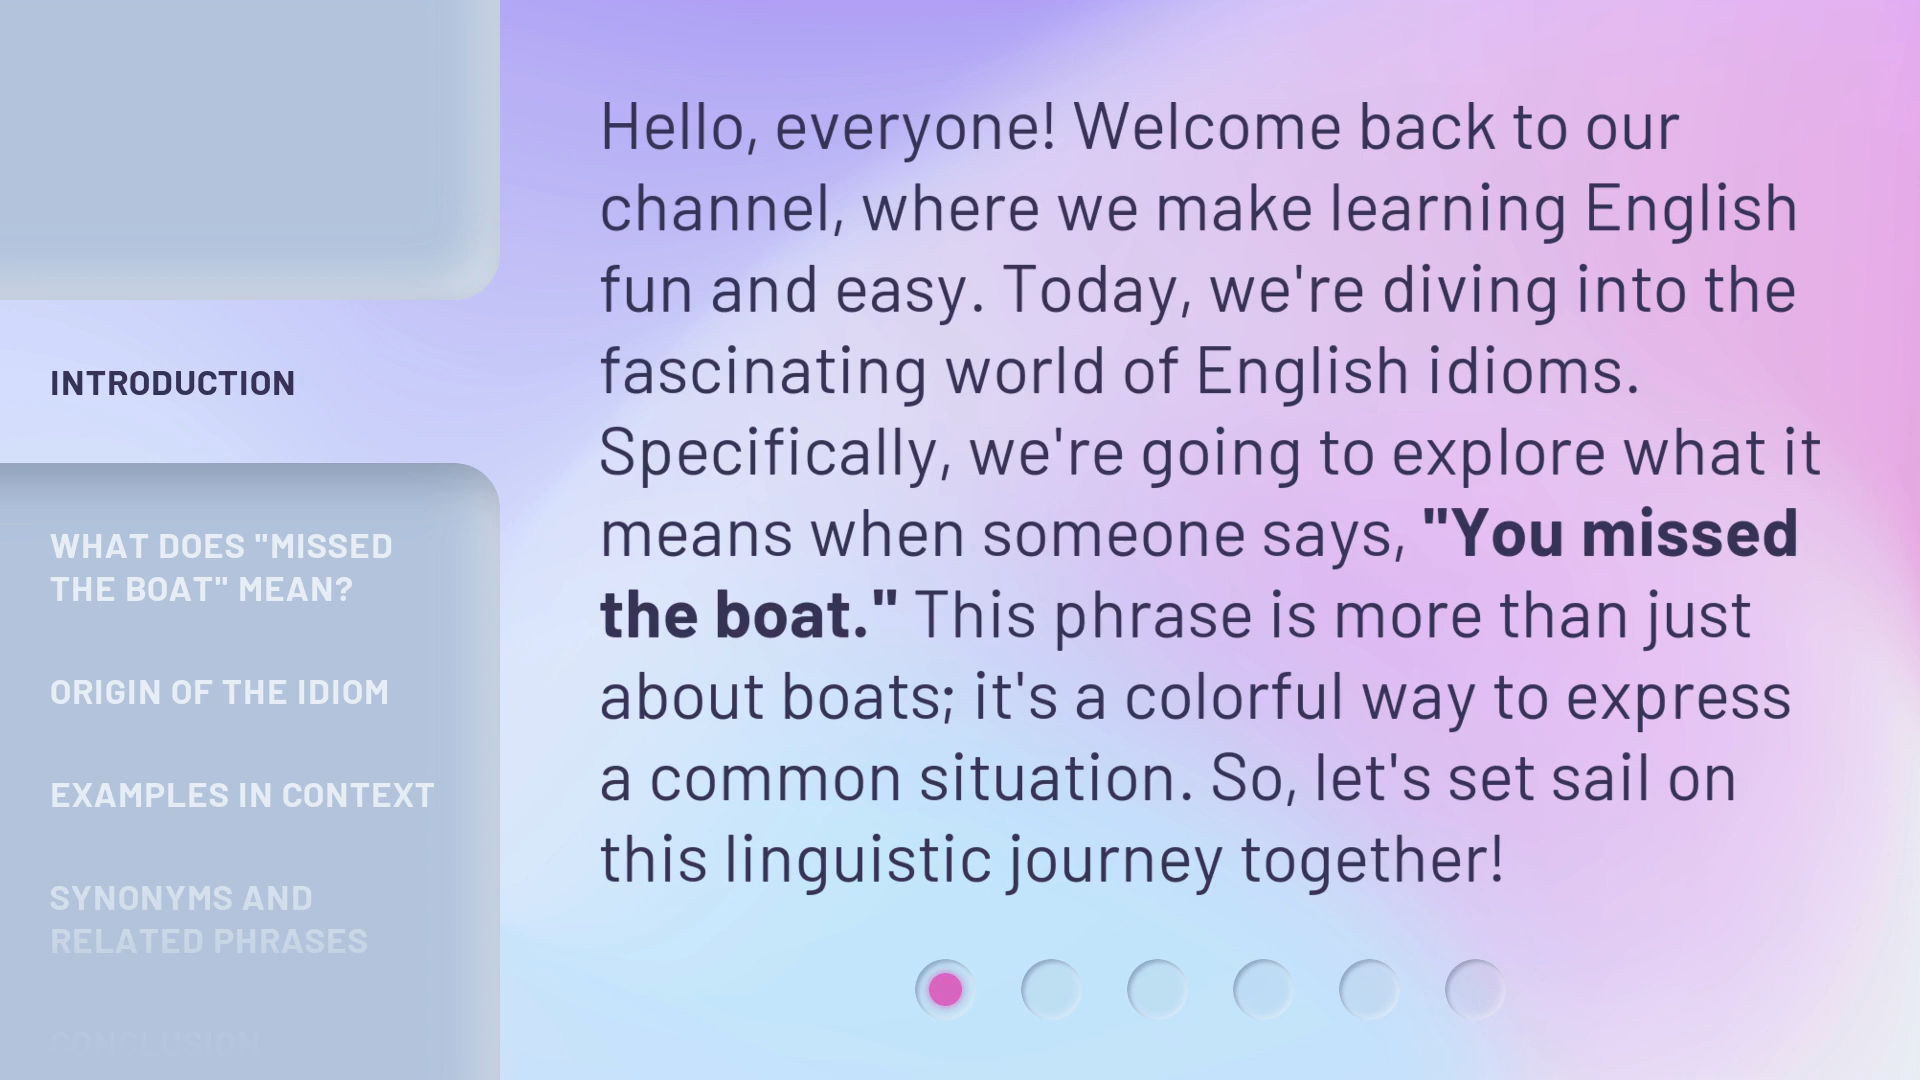 INTRODUCTION
WHAT DOES "MISSED
THE BOAT" MEAN?
ORIGIN OF THE IDIOM
EXAMPLES IN CONTEXT
SYNONYMS AND
RELATED PHRASES
CONCLUSION
Hello, everyone! Welcome back to our
channel, where we make learning English
fun and easy. Today, we're diving into the
fascinating world of English idioms.
Specifically, we're going to explore what it
means when someone says, "You missed
the boat." This phrase is more than just
about boats; it's a colorful way to express
a common situation. So, let's set sail on
this linguistic journey together!